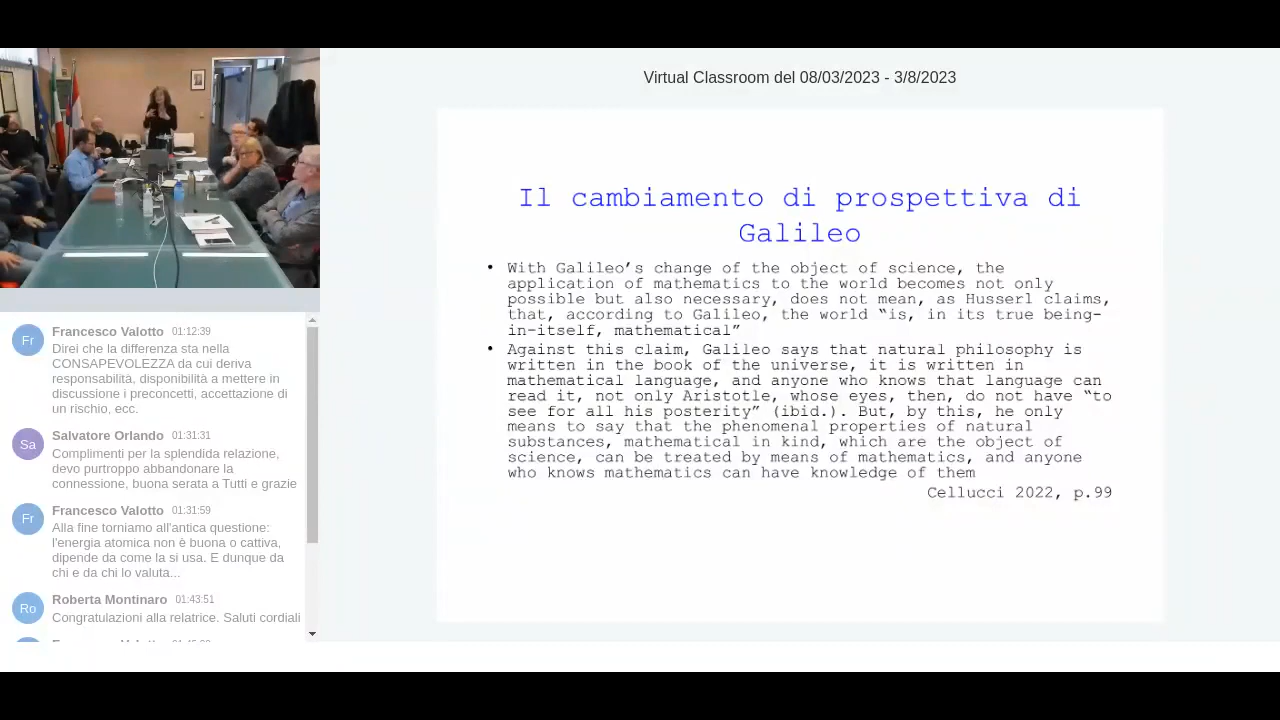 Virtual Classroom del 08/03/2023 - 3/8/2023
Il cambiamento di prospettiva di
Galileo
• With Galileo’s change of the object of science, the
application of mathematics to the world becomes not only
possible but also necessary, does not mean, as Husserl claims,
that, according to Galileo, the world “is, in its true being-
in-itself, mathematical”
• Against this claim, Galileo says that natural philosophy is
written in the book of the universe, it is written in
mathematical language, and anyone who knows that language can
read it, not only Aristotle, whose eyes, then, do not have “to
see for all his posterity” (ibid.). But, by this, he only
means to say that the phenomenal properties of natural
substances, mathematical in kind, which are the object of
science, can be treated by means of mathematics, and anyone
who knows mathematics can have knowledge of them
Cellucci 2022, p.99
Fr
Francesco Valotto 01:12:39
Direi che la differenza sta nella
CONSAPEVOLEZZA da cui deriva
responsabilità, disponibilità a mettere in
discussione i preconcetti, accettazione di
un rischio, ecc.
Sa
Salvatore Orlando 01:31:31
Complimenti per la splendida relazione,
devo purtroppo abbandonare la
connessione, buona serata a Tutti e grazie
Fr
Francesco Valotto 01:31:59
Alla fine torniamo all'antica questione:
l'energia atomica non è buona o cattiva,
dipende da come la si usa. E dunque da
chi e da chi lo valuta...
Ro
Roberta Montinaro 01:43:51
Congratulazioni alla relatrice. Saluti cordiali